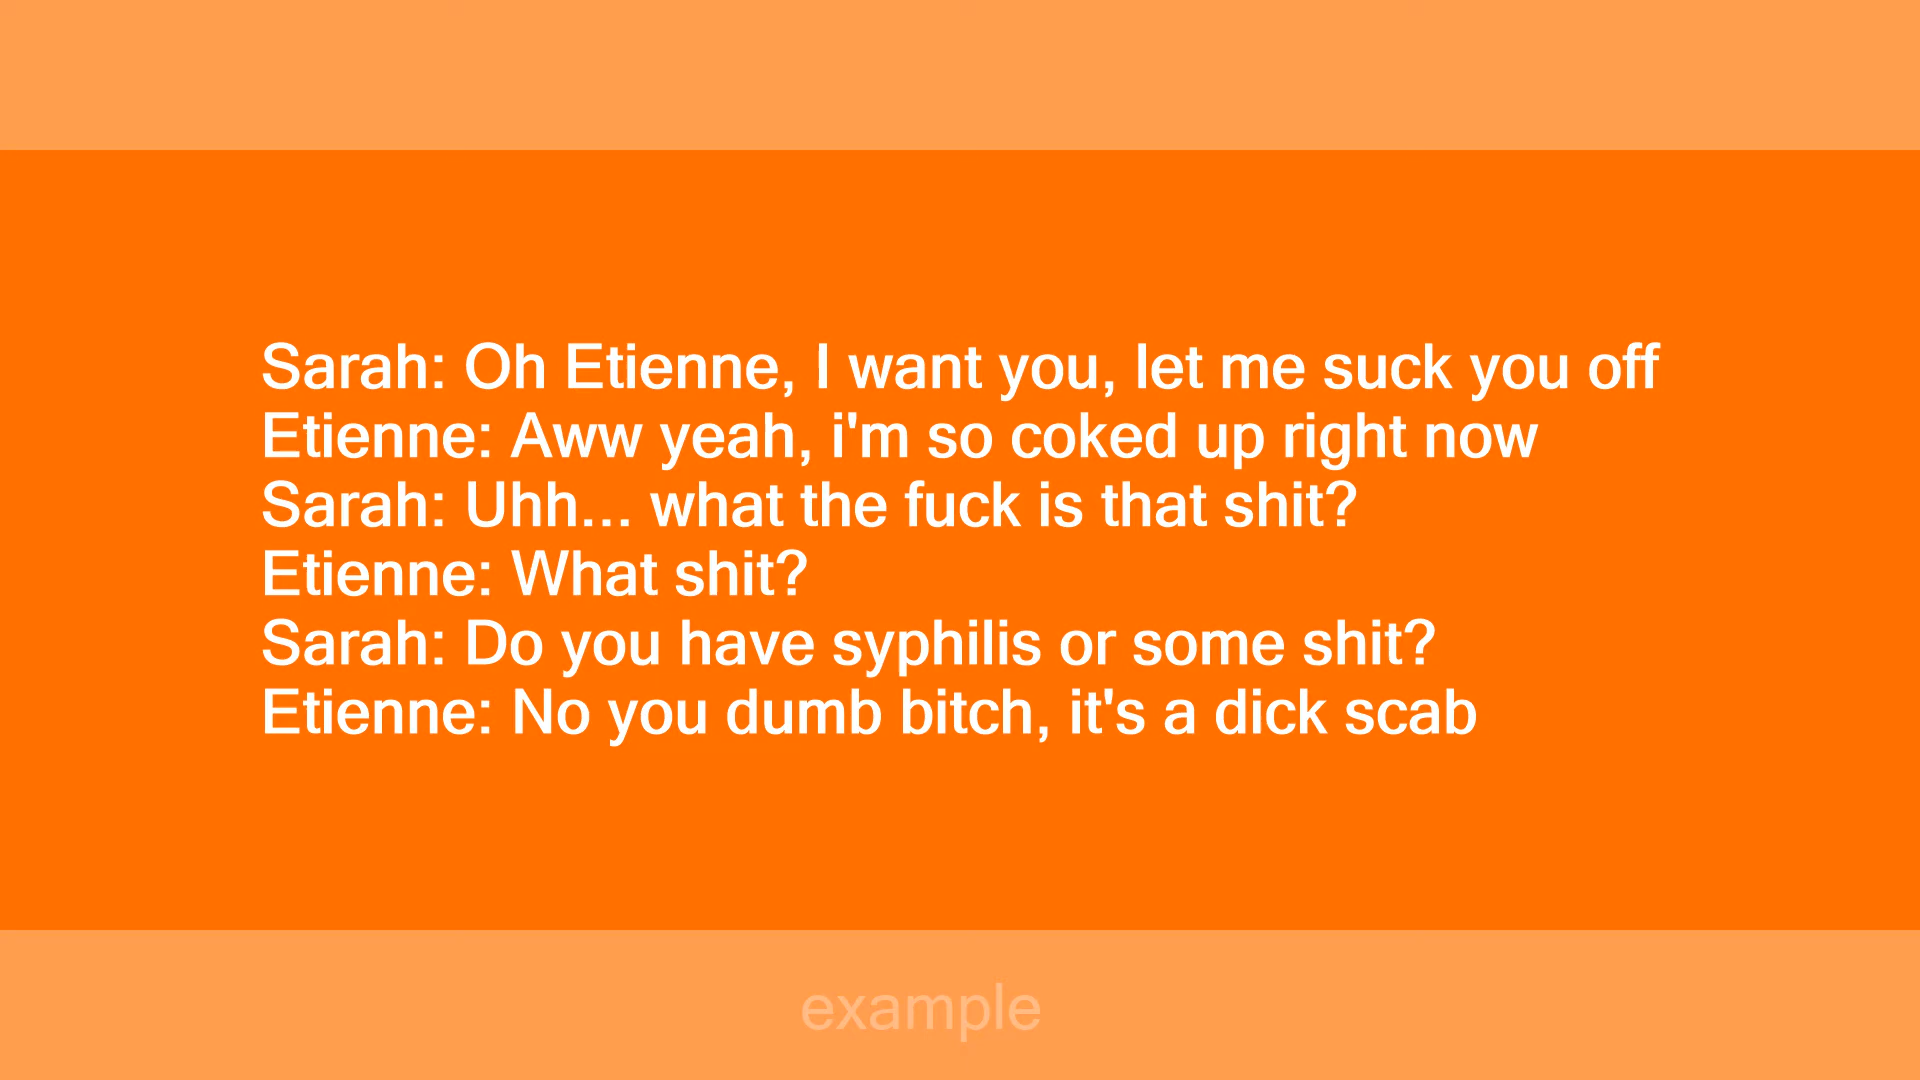 Sarah: Oh Etienne, I want you, let me suck you off
Etienne: Aww yeah, i'm so coked up right now
Sarah: Uhh... what the fuck is that shit?
Etienne: What shit?
Sarah: Do you have syphilis or some shit?
Etienne: No you dumb bitch, it's a dick scab
example